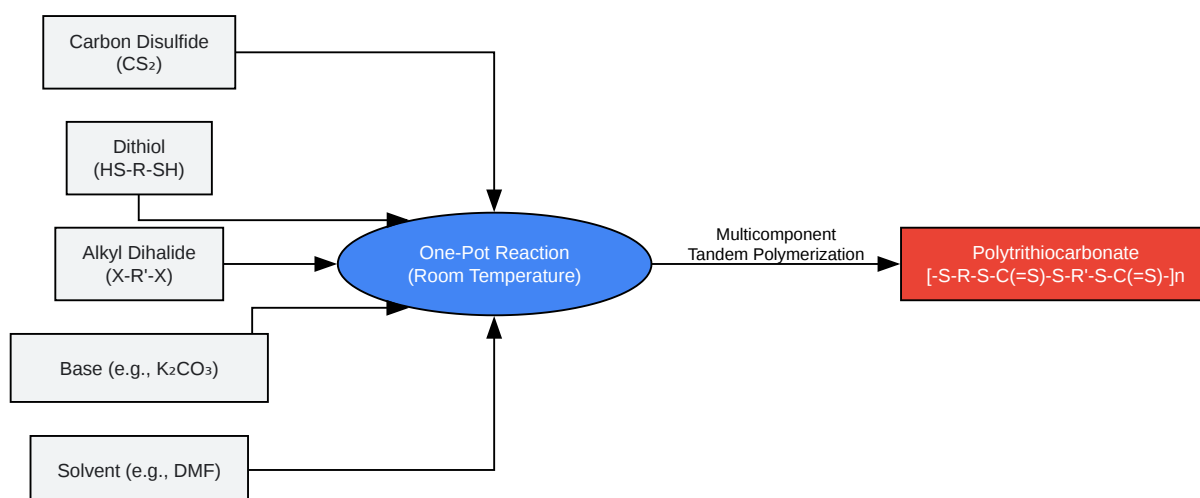 Carbon Disulfide
(CS₂)
Dithiol
(HS-R-SH)
Alkyl Dihalide
(X-R'-X)
Base (e.g., K₂CO₃)
Solvent (e.g., DMF)
One-Pot Reaction
(Room Temperature)
Multicomponent
Tandem Polymerization
Polytrithiocarbonate
[-S-R-S-C(=S)-S-R'-S-C(=S)-]n